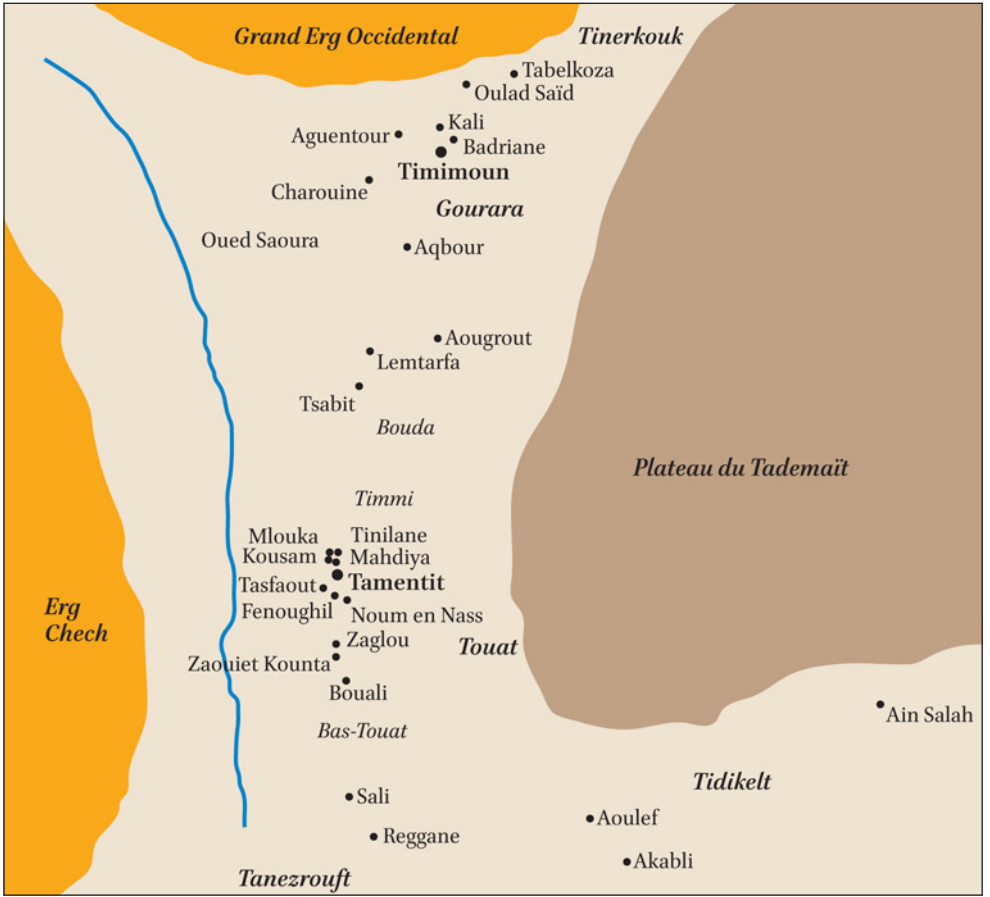 Grand Erg Occidental
Tinerkouk
Tabelkoza
Oulad Saïd
Kali
Aguentour
Badriane
Timimoun
Charouine
Gourara
Oued Saoura
Aqbour
Aougrout
Lemtarfa
Tsabit
Bouda
Plateau du Tademaït
Timmi
Mlouka
Tinilane
Kousam
Mahdiya
Tasfaout
Tamentit
Erg
Chech
Fenoughil
Noum en Nass
Zaglou
Touat
Zaouiet Kounta
Bouali
Ain Salah
Bas-Touat
Tidikelt
Sali
Aoulef
Reggane
Akabli
Tanezrouft